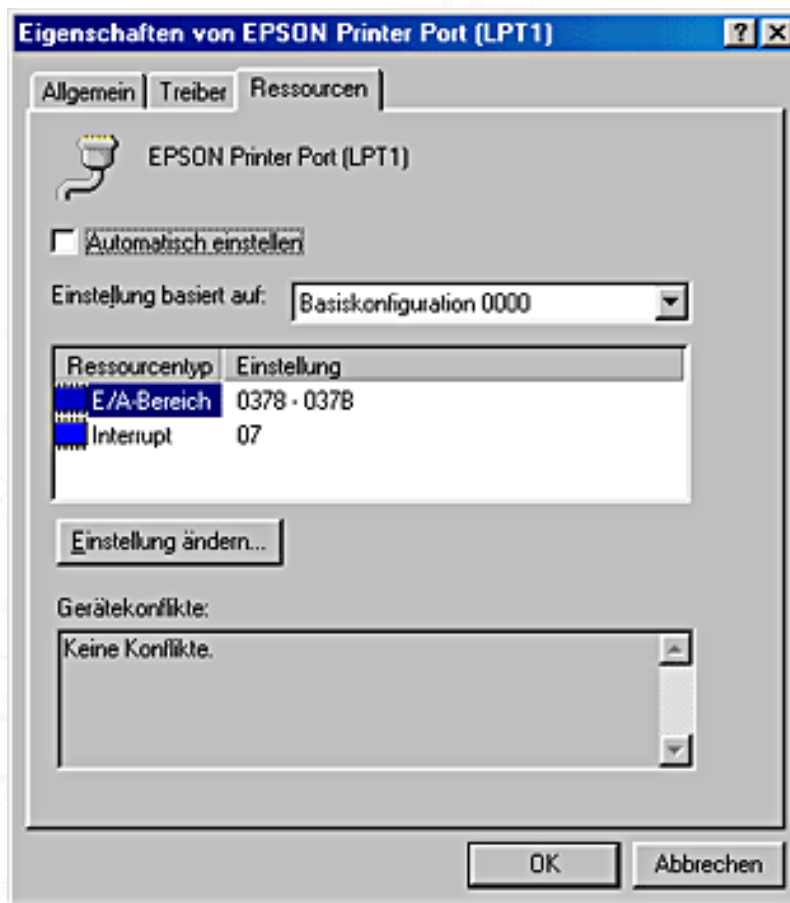 Eigenschaften von EPSON Printer Port (LPT1)
Allgemein Treiber Ressourcen
EPSON Printer Port (LPT1)
Automatisch einstellen
Einstellung basiert auf: Basiskonfiguration 0000
Ressourcentyp Einstellung
E/A-Bereich 0378 - 037B
Interrupt 07
Einstellung ändern...
Gerätekonflikte:
Keine Konflikte.
OK Abbrechen